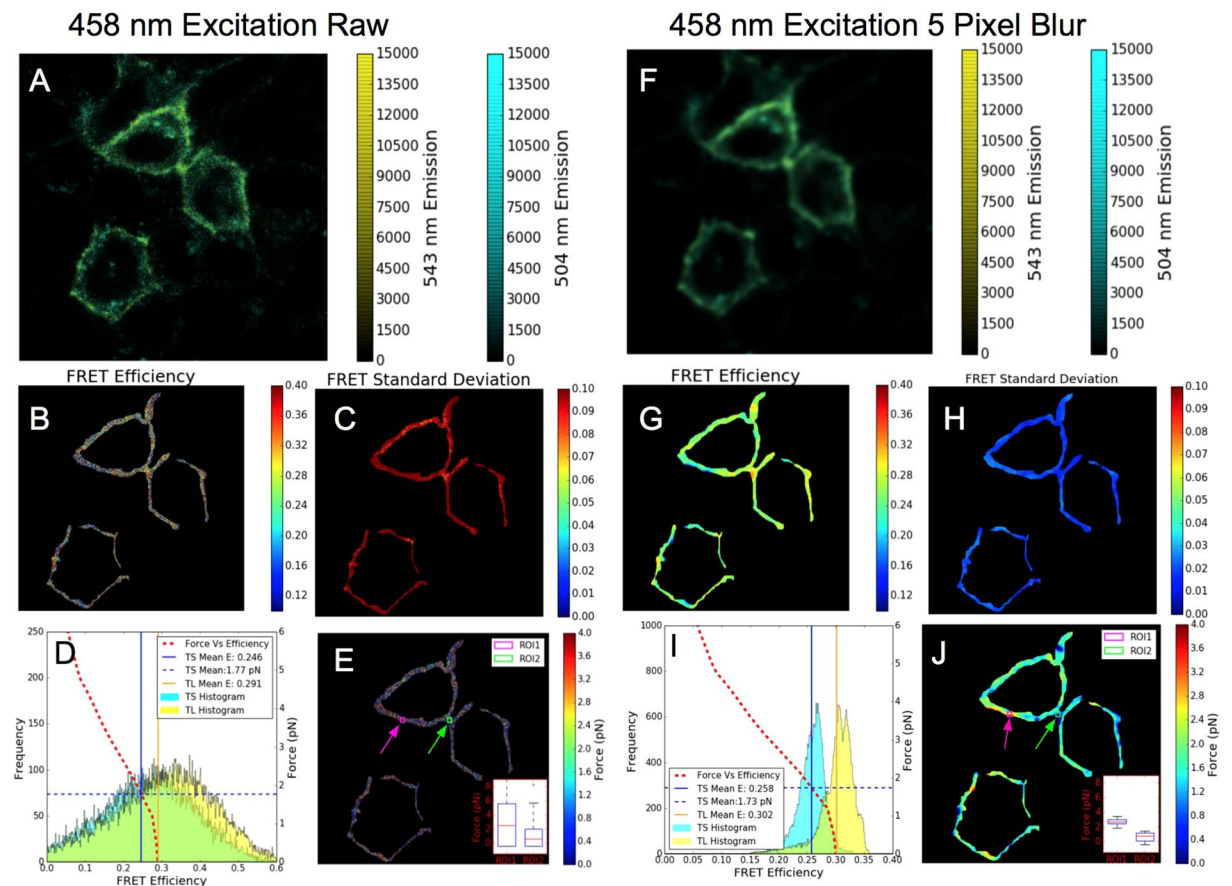 458 nm Excitation Raw
458 nm Excitation 5 Pixel Blur
A
15000
13500
12000
10500
9000
7500
6000
4500
3000
1500
0
543 nm Emission
15000
13500
12000
10500
9000
7500
6000
4500
3000
1500
0
504 nm Emission
F
15000
13500
12000
10500
9000
7500
6000
4500
3000
1500
0
543 nm Emission
15000
13500
12000
10500
9000
7500
6000
4500
3000
1500
0
504 nm Emission
FRET Efficiency
B
0.40
0.36
0.32
0.28
0.24
0.20
0.16
0.12
FRET Standard Deviation
C
0.10
0.09
0.08
0.07
0.06
0.05
0.04
0.03
0.02
0.01
0.00
FRET Efficiency
G
0.40
0.36
0.32
0.28
0.24
0.20
0.16
0.12
FRET Standard Deviation
H
0.10
0.09
0.08
0.07
0.06
0.05
0.04
0.03
0.02
0.01
0.00
D
250
200
150
100
50
0
Frequency
0.0 0.1 0.2 0.3 0.4 0.5 0.6
FRET Efficiency
6
5
4
3
2
1
0
Force (pN)
Force Vs Efficiency
TS Mean E: 0.246
TS Mean:1.77 pN
TL Mean E: 0.291
TS Histogram
TL Histogram
E
ROI1
ROI2
8
6
4
2
0
Force (pN)
ROI1 ROI2
4.0
3.6
3.2
2.8
2.4
2.0
1.6
1.2
0.8
0.4
0.0
Force (pN)
I
1000
800
600
400
200
0
Frequency
0.00 0.05 0.10 0.15 0.20 0.25 0.30 0.35 0.40
FRET Efficiency
6
5
4
3
2
1
0
Force (pN)
Force Vs Efficiency
TS Mean E: 0.258
TS Mean:1.73 pN
TL Mean E: 0.302
TS Histogram
TL Histogram
J
ROI1
ROI2
8
6
4
2
0
Force (pN)
ROI1 ROI2
4.0
3.6
3.2
2.8
2.4
2.0
1.6
1.2
0.8
0.4
0.0
Force (pN)